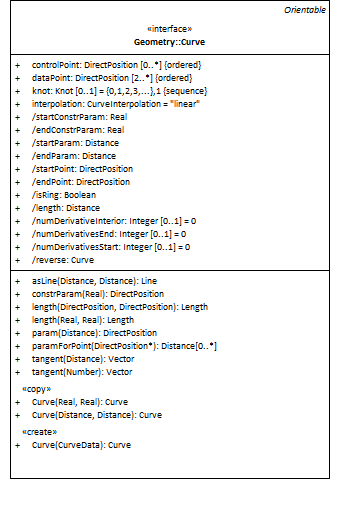 Orientable
«interface»
Geometry::Curve
+ controlPoint: DirectPosition [0..*] {ordered}
+ dataPoint: DirectPosition [2..*] {ordered}
+ knot: Knot [0..1] = {0,1,2,3,...},1 {sequence}
+ interpolation: CurveInterpolation = "linear"
+ /startConstrParam: Real
+ /endConstrParam: Real
+ /startParam: Distance
+ /endParam: Distance
+ /startPoint: DirectPosition
+ /endPoint: DirectPosition
+ /isRing: Boolean
+ /length: Distance
+ /numDerivativeInterior: Integer [0..1] = 0
+ /numDerivativesEnd: Integer [0..1] = 0
+ /numDerivativesStart: Integer [0..1] = 0
+ /reverse: Curve
+ asLine(Distance, Distance): Line
+ constrParam(Real): DirectPosition
+ length(DirectPosition, DirectPosition): Length
+ length(Real, Real): Length
+ param(Distance): DirectPosition
+ paramForPoint(DirectPosition*): Distance[0..*]
+ tangent(Distance): Vector
+ tangent(Number): Vector
«copy»
+ Curve(Real, Real): Curve
+ Curve(Distance, Distance): Curve
«create»
+ Curve(CurveData): Curve